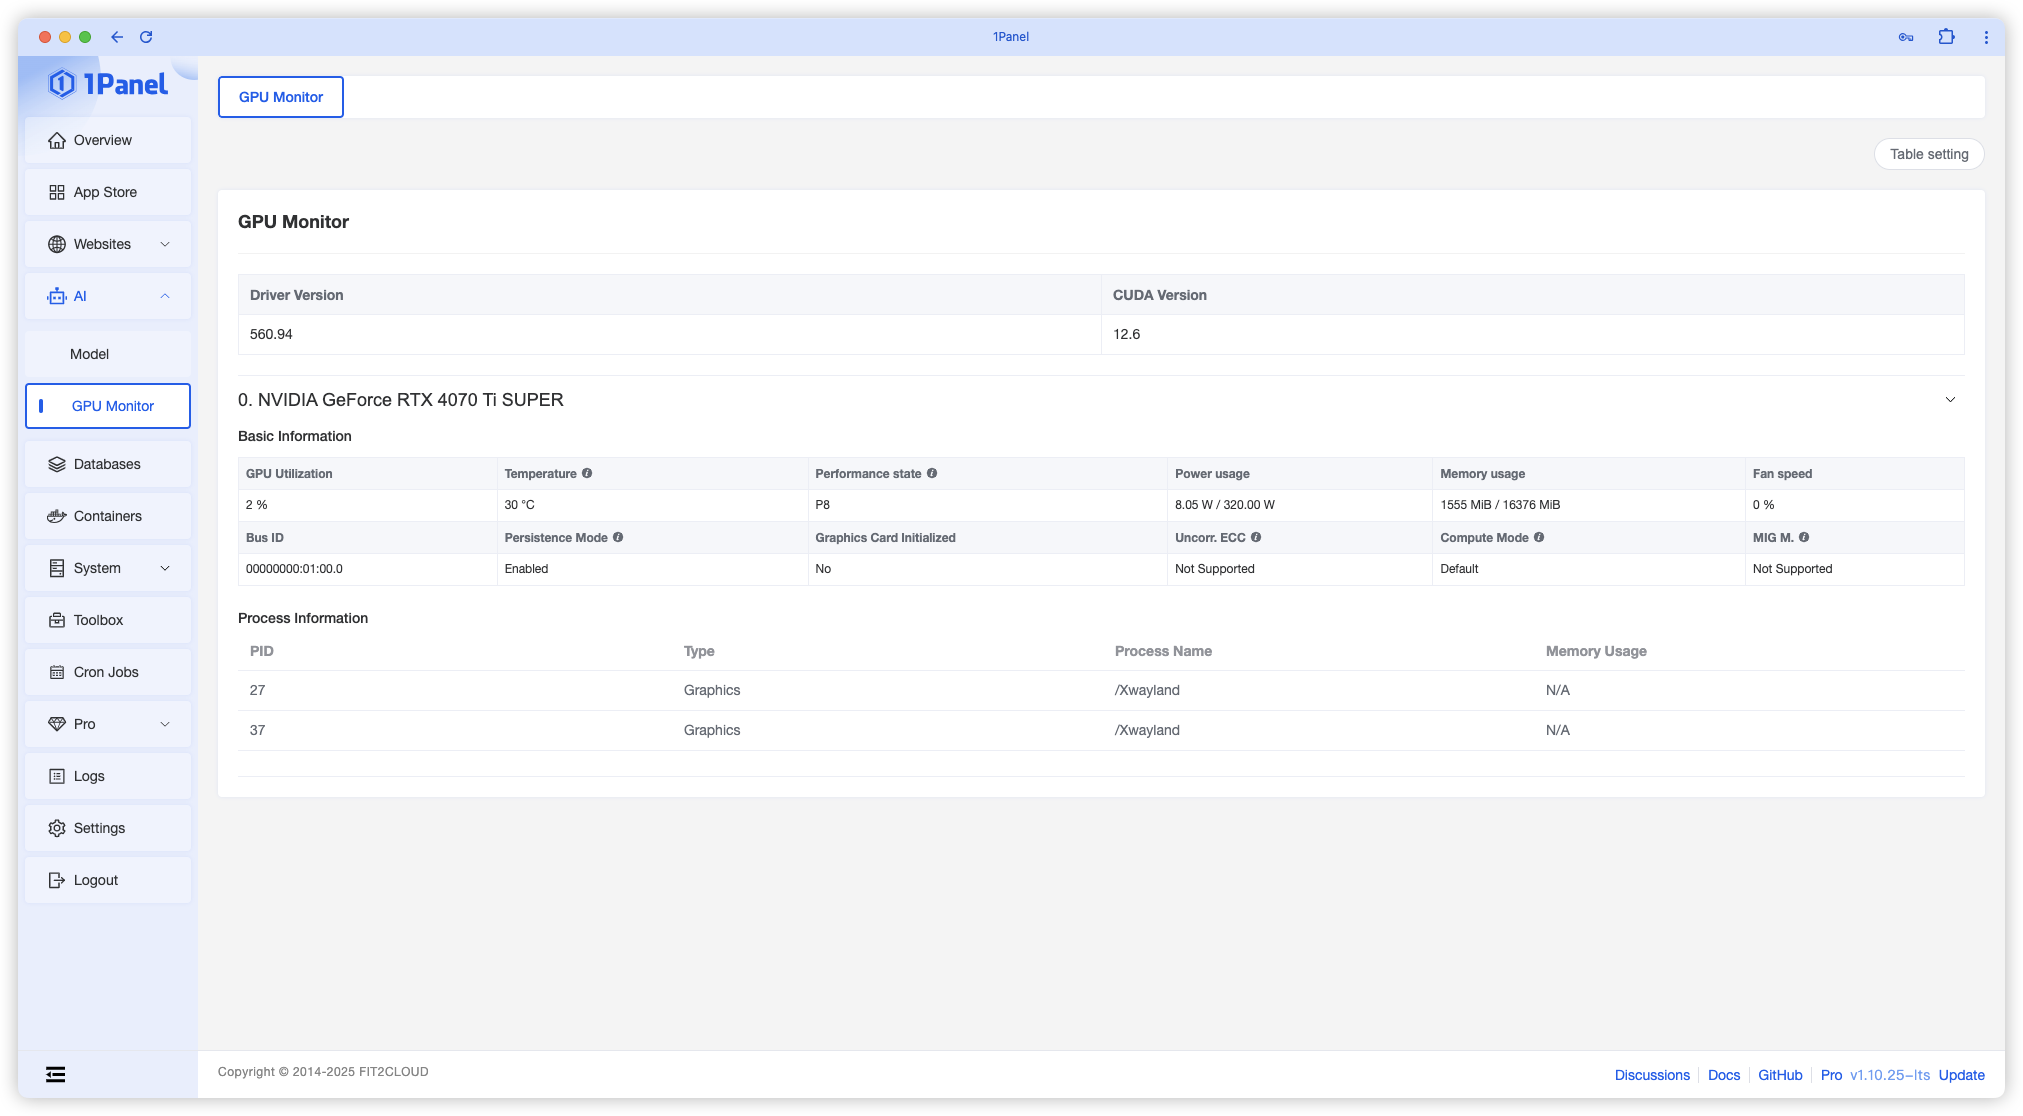 1Panel
1Panel
Overview
App Store
Websites
AI
Model
GPU Monitor
Databases
Containers
System
Toolbox
Cron Jobs
Pro
Logs
Settings
Logout
GPU Monitor
Table setting
GPU Monitor
Driver Version CUDA Version
560.94 12.6
0. NVIDIA GeForce RTX 4070 Ti SUPER
Basic Information
GPU Utilization Temperature Performance state Power usage Memory usage Fan speed
2 % 30 °C P8 8.05 W / 320.00 W 1555 MiB / 16376 MiB 0 %
Bus ID Persistence Mode Graphics Card Initialized Uncorr. ECC Compute Mode MIG M.
00000000:01:00.0 Enabled No Not Supported Default Not Supported
Process Information
PID Type Process Name Memory Usage
27 Graphics /Xwayland N/A
37 Graphics /Xwayland N/A
Copyright © 2014-2025 FIT2CLOUD
Discussions Docs GitHub Pro v1.10.25-lts Update